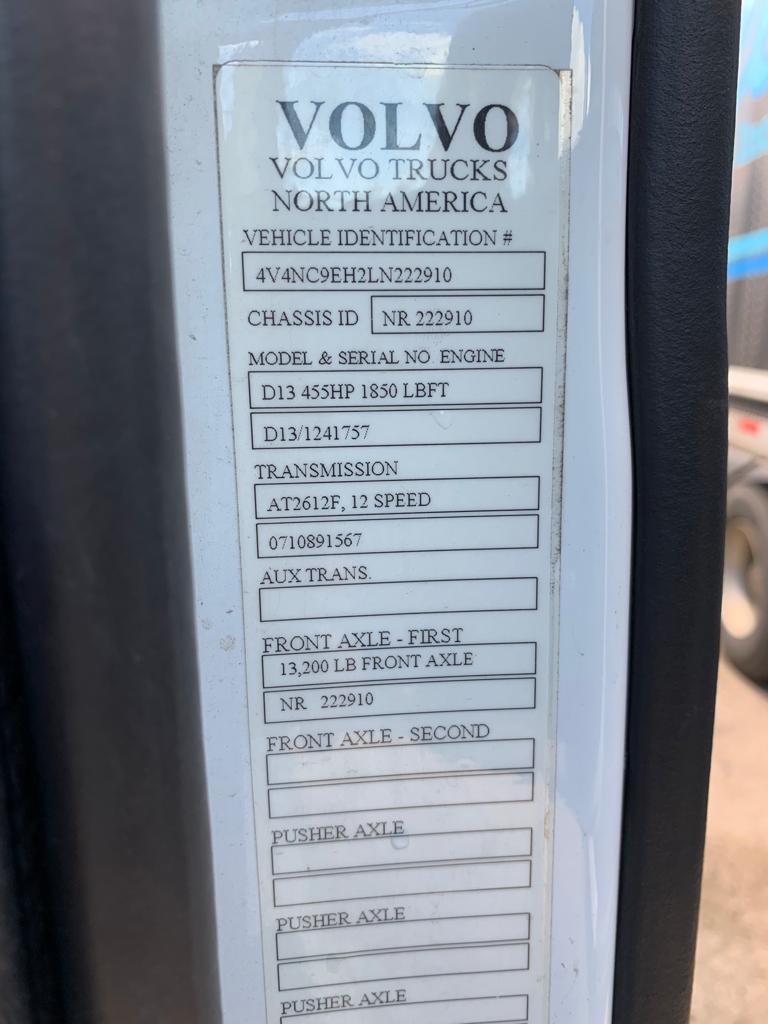 VOLVO
VOLVO TRUCKS
NORTH AMERICA
VEHICLE IDENTIFICATION #
4V4NC9EH2LN222910
CHASSIS ID NR 222910
MODEL & SERIAL NO. ENGINE
D13 455HP 1850 LBFT
D13/1241757
TRANSMISSION
AT2612F, 12 SPEED
0710891567
AUX TRANS.
FRONT AXLE - FIRST
13,200 LB FRONT AXLE
NR 222910
FRONT AXLE - SECOND
PUSHER AXLE
PUSHER AXLE
PUSHER AXLE